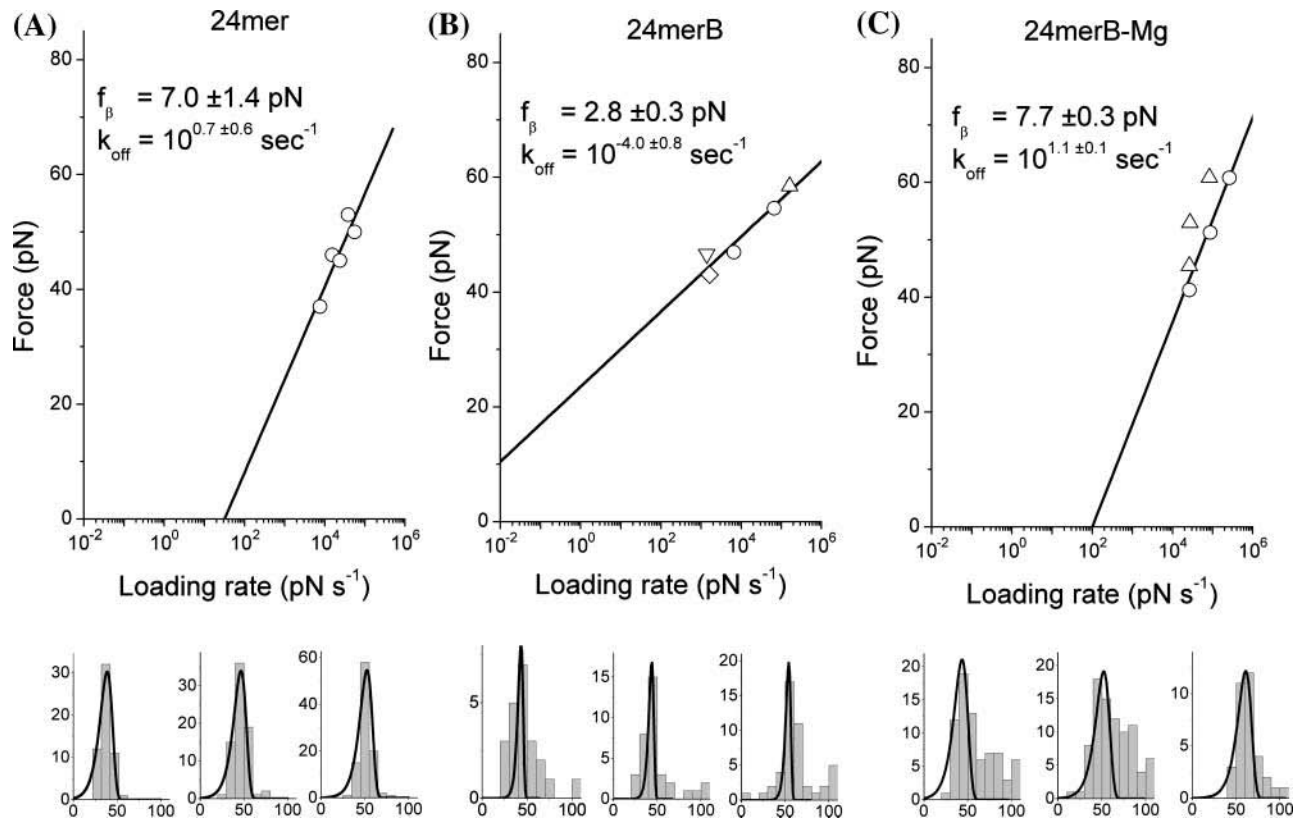 (A) 24mer
f_β = 7.0 ±1.4 pN
k_off = 10^0.7 ±0.6 sec^-1
Force (pN)
80
60
40
20
0
10^-2 10^0 10^2 10^4 10^6
Loading rate (pN s^-1)
(B) 24merB
f_β = 2.8 ±0.3 pN
k_off = 10^-4.0 ±0.8 sec^-1
Force (pN)
80
60
40
20
0
10^-2 10^0 10^2 10^4 10^6
Loading rate (pN s^-1)
(C) 24merB-Mg
f_β = 7.7 ±0.3 pN
k_off = 10^1.1 ±0.1 sec^-1
Force (pN)
80
60
40
20
0
10^-2 10^0 10^2 10^4 10^6
Loading rate (pN s^-1)
30
20
10
0
0 50 100
30
20
10
0
0 50 100
60
40
20
0
0 50 100
5
0
0 50 100
15
10
5
0
0 50 100
20
15
10
5
0
0 50 100
20
15
10
5
0
0 50 100
20
15
10
5
0
0 50 100
10
5
0
0 50 100